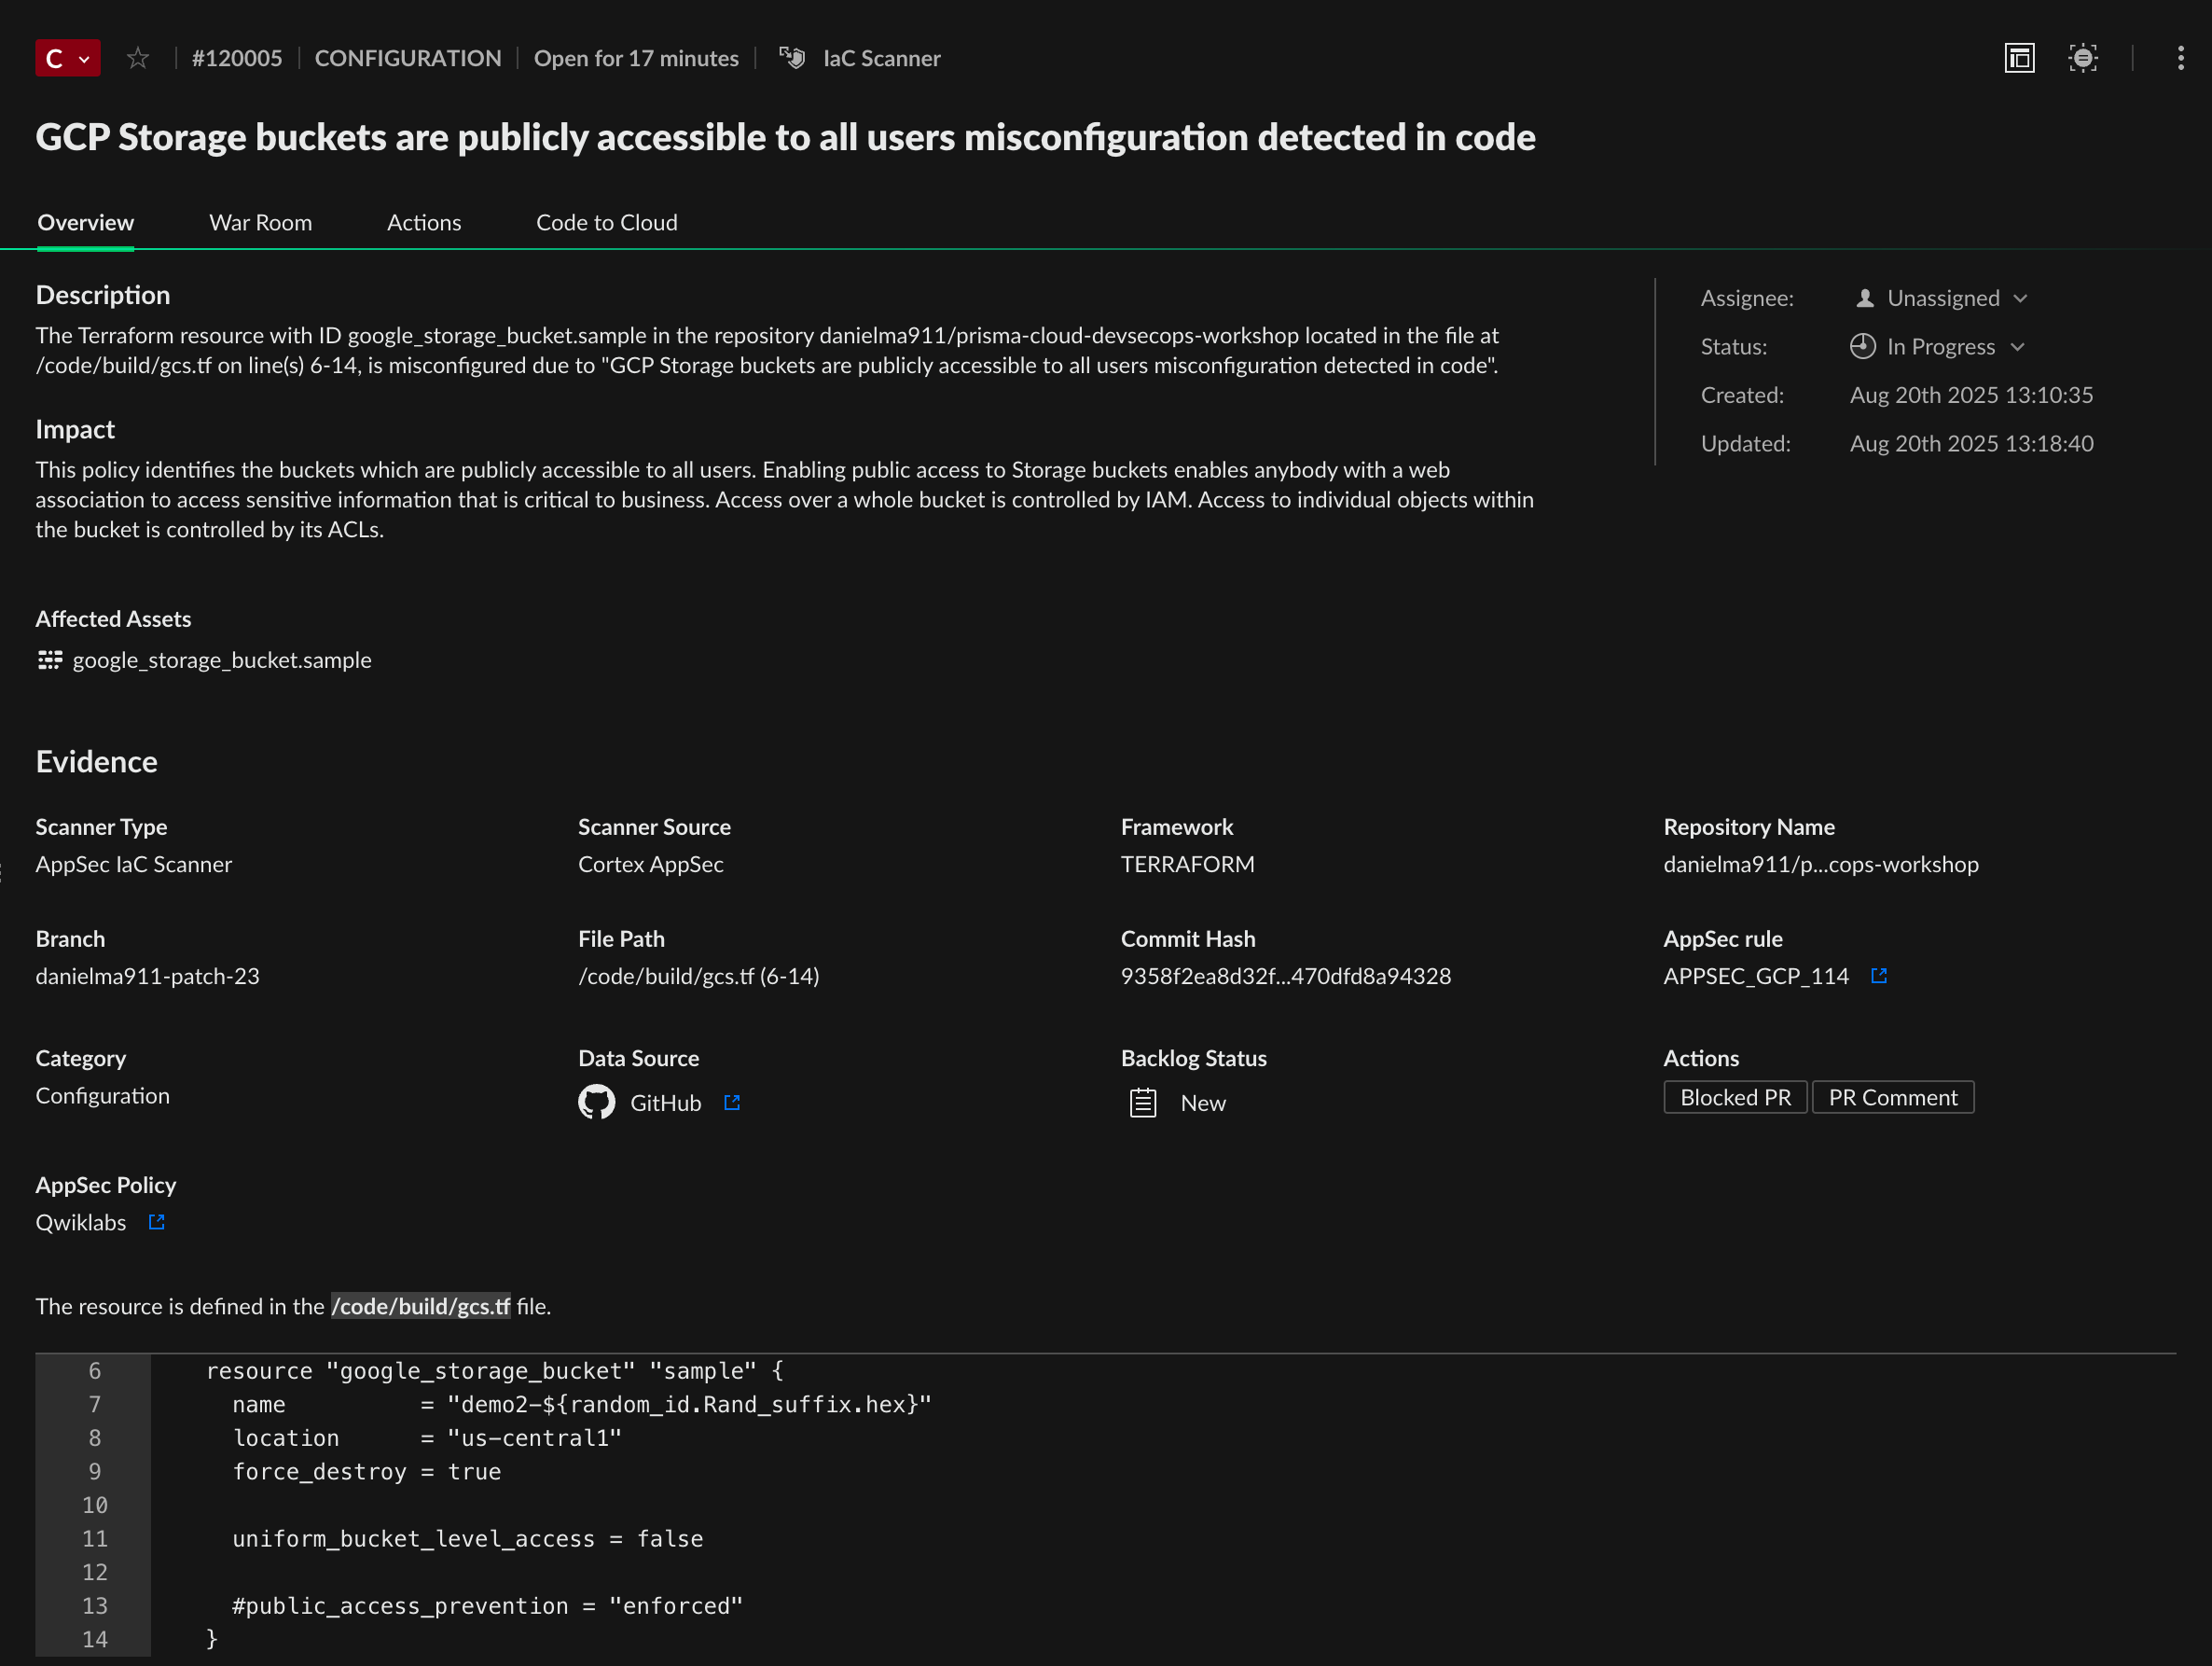 C #120005 CONFIGURATION Open for 17 minutes IaC Scanner
GCP Storage buckets are publicly accessible to all users misconfiguration detected in code
Overview War Room Actions Code to Cloud
Description
The Terraform resource with ID google_storage_bucket.sample in the repository danielma911/prisma-cloud-devsecops-workshop located in the file at
/code/build/gcs.tf on line(s) 6-14, is misconfigured due to "GCP Storage buckets are publicly accessible to all users misconfiguration detected in code".
Impact
This policy identifies the buckets which are publicly accessible to all users. Enabling public access to Storage buckets enables anybody with a web
association to access sensitive information that is critical to business. Access over a whole bucket is controlled by IAM. Access to individual objects within
the bucket is controlled by its ACLs.
Assignee: Unassigned
Status: In Progress
Created: Aug 20th 2025 13:10:35
Updated: Aug 20th 2025 13:18:40
Affected Assets
google_storage_bucket.sample
Evidence
Scanner Type Scanner Source Framework Repository Name
AppSec IaC Scanner Cortex AppSec TERRAFORM danielma911/p...cops-workshop
Branch File Path Commit Hash AppSec rule
danielma911-patch-23 /code/build/gcs.tf (6-14) 9358f2ea8d32f...470dfd8a94328 APPSEC_GCP_114
Category Data Source Backlog Status Actions
Configuration GitHub New Blocked PR PR Comment
AppSec Policy
Qwiklabs
The resource is defined in the /code/build/gcs.tf file.
6 resource "google_storage_bucket" "sample" {
7 name = "demo2-${random_id.Rand_suffix.hex}"
8 location = "us-central1"
9 force_destroy = true
10
11 uniform_bucket_level_access = false
12
13 #public_access_prevention = "enforced"
14 }